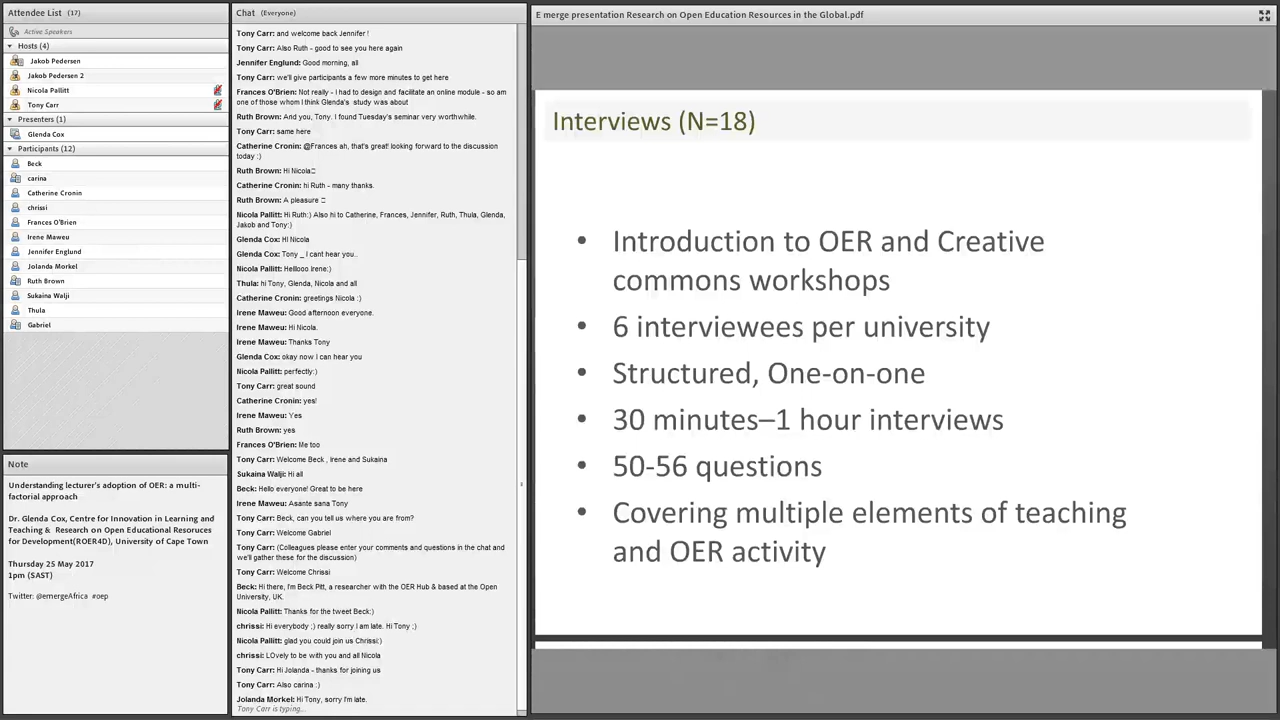 Attendee List (17)
Active Speakers
Hosts (4)
Jakob Pedersen
Jakob Pedersen 2
Nicola Pallitt
Tony Carr
Presenters (1)
Glenda Cox
Participants (12)
Beck
carina
Catherine Cronin
chrissi
Frances O'Brien
Irene Maweu
Jennifer Englund
Jolanda Morkel
Ruth Brown
Sukaina Walji
Thula
Gabriel
Note
Understanding lecturer's adoption of OER: a multi-
factorial approach
Dr. Glenda Cox, Centre for Innovation in Learning and
Teaching & Research on Open Educational Resoruces
for Development(ROER4D), University of Cape Town
Thursday 25 May 2017
1pm (SAST)
Twitter: @emergeAfrica #oep
Chat (Everyone)
Tony Carr: and welcome back Jennifer !
Tony Carr: Also Ruth - good to see you here again
Jennifer Englund: Good morning, all
Tony Carr: we'll give participants a few more minutes to get here
Frances O'Brien: Not really - I had to design and facilitate an online module - so am
one of those whom I think Glenda's study was about
Ruth Brown: And you, Tony. I found Tuesday's seminar very worthwhile.
Tony Carr: same here
Catherine Cronin: @Frances ah, that's great! looking forward to the discussion
today :)
Ruth Brown: Hi Nicola
Catherine Cronin: hi Ruth - many thanks.
Ruth Brown: A pleasure
Nicola Pallitt: Hi Ruth:) Also hi to Catherine, Frances, Jennifer, Ruth, Thula, Glenda,
Jakob and Tony:)
Glenda Cox: HI Nicola
Glenda Cox: Tony _ I cant hear you..
Nicola Pallitt: Hellooo Irene:)
Thula: hi Tony, Glenda, Nicola and all
Catherine Cronin: greetings Nicola :)
Irene Maweu: Good afternoon everyone.
Irene Maweu: Hi Nicola.
Irene Maweu: Thanks Tony
Glenda Cox: okay now I can hear you
Nicola Pallitt: perfectly:)
Tony Carr: great sound
Catherine Cronin: yes!
Irene Maweu: Yes
Ruth Brown: yes
Frances O'Brien: Me too
Tony Carr: Welcome Beck , irene and Sukaina
Sukaina Walji: Hi all
Beck: Hello everyone! Great to be here
Irene Maweu: Asante sana Tony
Tony Carr: Beck, can you tell us where you are from?
Tony Carr: Welcome Gabriel
Tony Carr: (Colleagues please enter your comments and questions in the chat and
we'll gather these for the discussion)
Tony Carr: Welcome Chrissi
Beck: Hi there, I'm Beck Pitt, a researcher with the OER Hub & based at the Open
University, UK.
Nicola Pallitt: Thanks for the tweet Beck:)
chrissi: Hi everybody ;) really sorry I am late. Hi Tony ;)
Nicola Pallitt: glad you could join us Chrissi:)
chrissi: LOvely to be with you and all Nicola
Tony Carr: Hi Jolanda - thanks for joining us
Tony Carr: Also carina :)
Jolanda Morkel: Hi Tony, sorry I'm late.
Tony Carr is typing...
E merge presentation Research on Open Education Resources in the Global.pdf
Interviews (N=18)
• Introduction to OER and Creative
commons workshops
• 6 interviewees per university
• Structured, One-on-one
• 30 minutes–1 hour interviews
• 50-56 questions
• Covering multiple elements of teaching
and OER activity